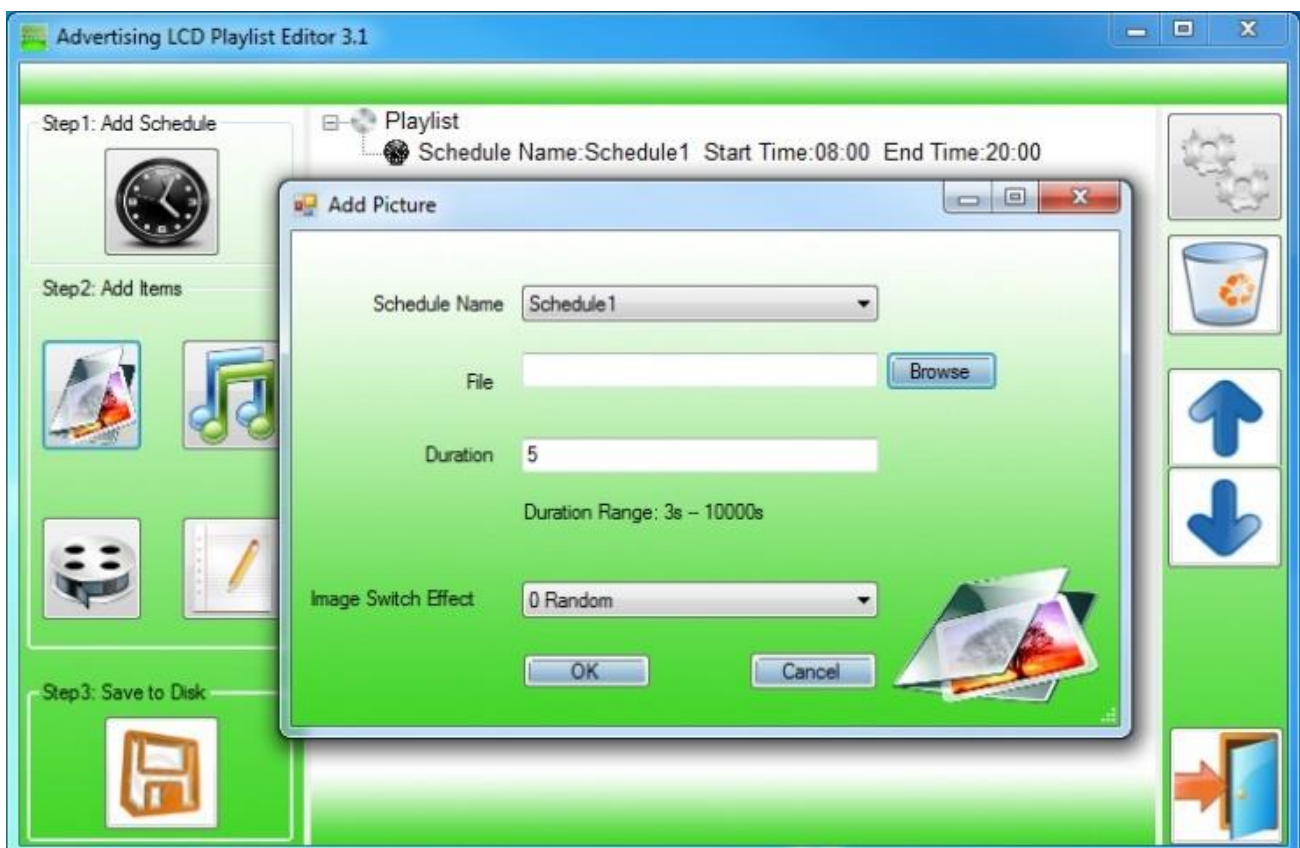 Advertising LCD Playlist Editor 3.1
Step1: Add Schedule
Playlist
Schedule Name:Schedule1 Start Time:08:00 End Time:20:00
Add Picture
Step2: Add Items
Schedule Name
Schedule1
File
Browse
Duration
5
Duration Range: 3s – 10000s
Image Switch Effect
0 Random
OK
Cancel
Step3: Save to Disk